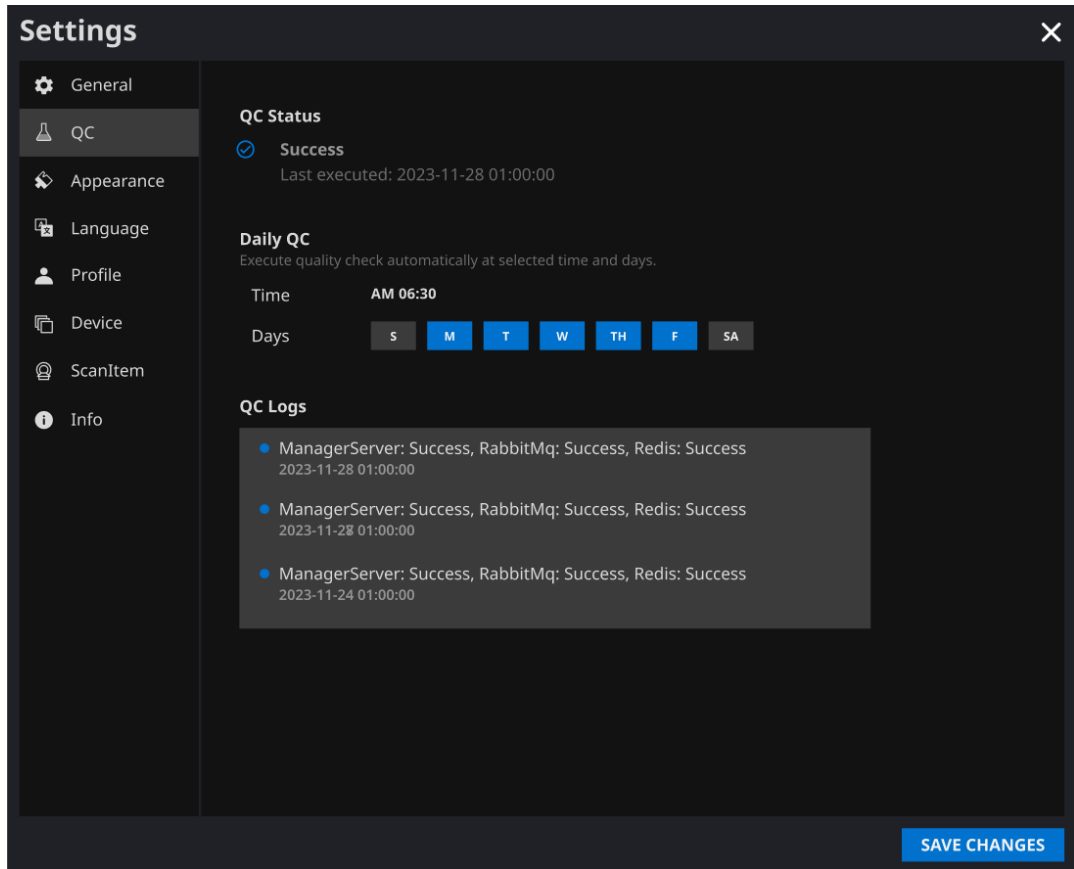 Settings
General
QC
Appearance
Language
Profile
Device
ScanItem
Info
QC Status
Success
Last executed: 2023-11-28 01:00:00
Daily QC
Execute quality check automatically at selected time and days.
Time AM 06:30
Days S M T W TH F SA
QC Logs
ManagerServer: Success, RabbitMq: Success, Redis: Success
2023-11-28 01:00:00
ManagerServer: Success, RabbitMq: Success, Redis: Success
01:00:00
ManagerServer: Success, RabbitMq: Success, Redis: Success
2023-11-24 01:00:00
SAVE CHANGES